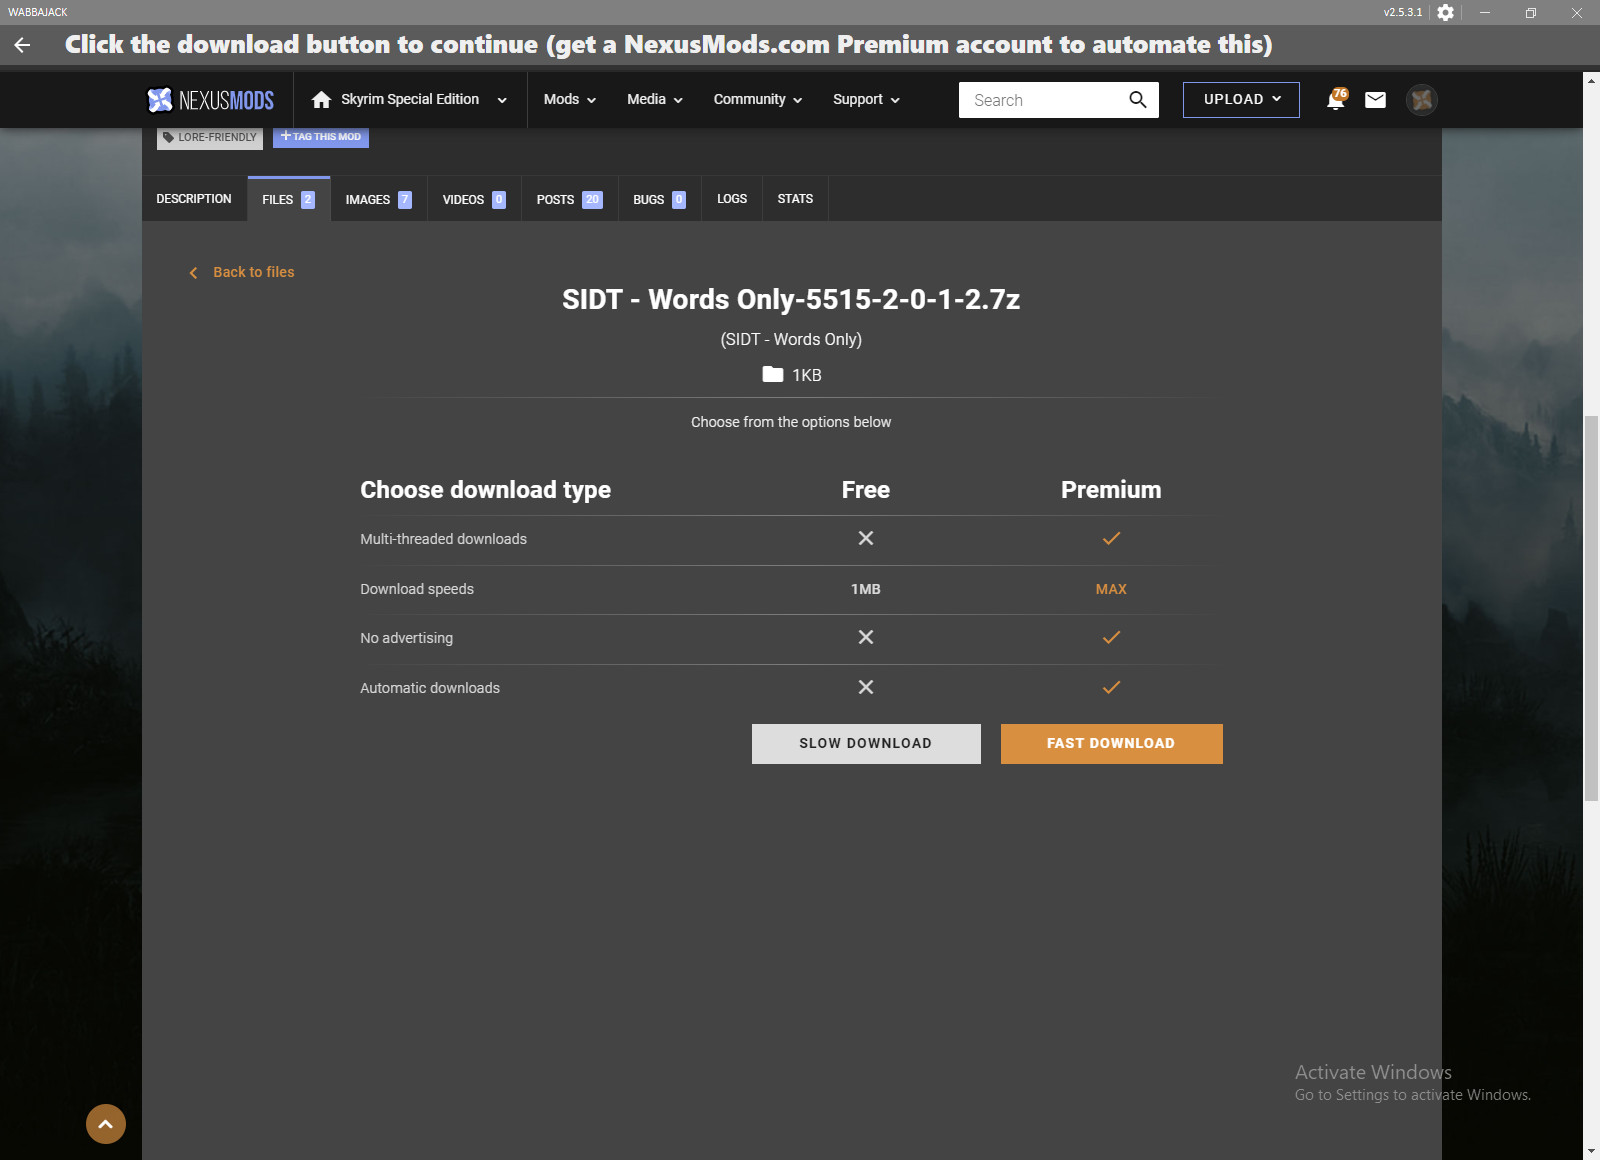 WABBAJACK
v2.5.3.1
Click the download button to continue (get a NexusMods.com Premium account to automate this)
NEXUSMODS
Skyrim Special Edition
Mods
Media
Community
Support
Search
UPLOAD
76
LORE-FRIENDLY
+TAG THIS MOD
DESCRIPTION
FILES 2
IMAGES 7
VIDEOS 0
POSTS 20
BUGS 0
LOGS
STATS
Back to files
SIDT - Words Only-5515-2-0-1-2.7z
(SIDT - Words Only)
1KB
Choose from the options below
Choose download type Free Premium
Multi-threaded downloads
Download speeds 1MB MAX
No advertising
Automatic downloads
SLOW DOWNLOAD FAST DOWNLOAD
Activate Windows
Go to Settings to activate Windows.